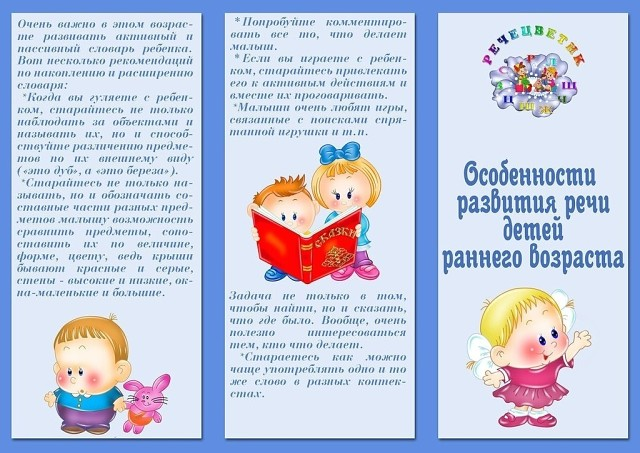 Очень важно в этом возрас-
те развивать активный и
пассивный словарь ребенка.
Вот несколько рекомендаций
по накоплению и расширению
словаря:
*Когда вы гуляете с ребен-
ком, старайтесь не только
наблюдать за объектами и
называть их, но и способ-
ствуйте различению предме-
тов по их внешнему виду
(«это дуб», а «это береза»).
*Старайтесь не только на-
зывать, но и обозначать со-
ставные части разных пред-
метов малышу возможность
сравнить предметы, сопо-
ставить их по величине,
форме, цвету, ведь крыши
бывают красные и серые,
стены - высокие и низкие, ок-
на-маленькие и большие.
*Попробуйте комментиро-
вать все то, что делает
малыш.
*Если вы играете с ребен-
ком, старайтесь привлекать
его к активным действиям и
вместе их проговаривать.
*Малыши очень любят игры,
связанные с поисками спря-
танной игрушки и т.п.
СКАЗКИ
Задача не только в том,
чтобы найти, но и сказать,
что где было. Вообще, очень
полезно интересоваться
тем, кто что делает.
*Стараетесь как можно
чаще употреблять одно и то
же слово в разных контек-
стах.
РЕЧЕЦВЕТИК
Особенности
развития речи
детей
раннего возраста